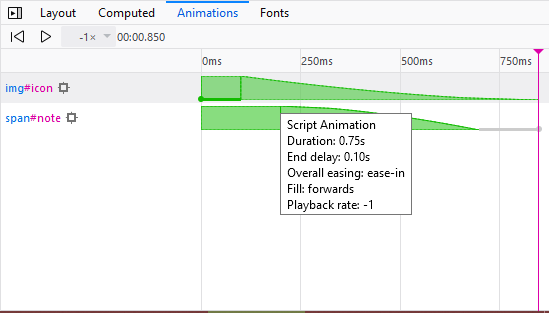 Layout Computed Animations Fonts
-1× 00:00.850
0ms 250ms 500ms 750ms
img#icon
span#note
Script Animation
Duration: 0.75s
End delay: 0.10s
Overall easing: ease-in
Fill: forwards
Playback rate: -1